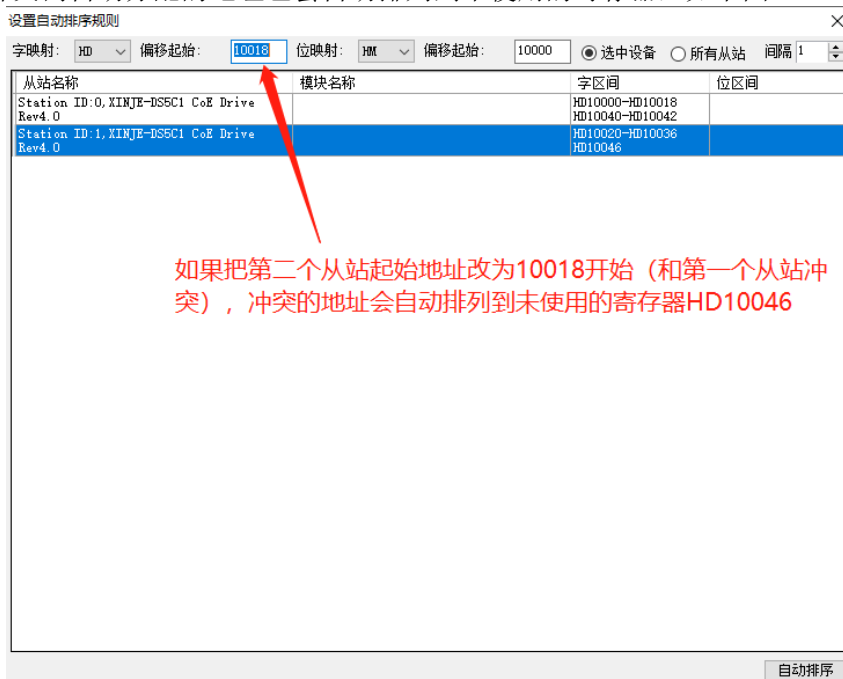 设置自动排序规则
字映射: HD 偏移起始: 10018 位映射: HM 偏移起始: 10000 选中设备 所有从站 间隔 1
从站名称 模块名称 字区间 位区间
Station ID:0,XINJE-DS5C1 CoE Drive HD10000-HD10018
Rev4.0 HD10040-HD10042
Station ID:1,XINJE-DS5C1 CoE Drive HD10020-HD10036
Rev4.0 HD10046
如果把第二个从站起始地址改为10018开始（和第一个从站冲
突），冲突的地址会自动排列到未使用的寄存器HD10046
自动排序